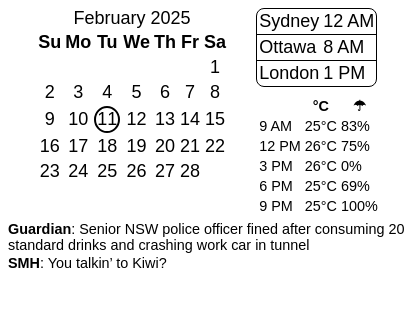 February 2025
Su Mo Tu We Th Fr Sa
1
2 3 4 5 6 7 8
9 10 11 12 13 14 15
16 17 18 19 20 21 22
23 24 25 26 27 28
Sydney 12 AM
Ottawa 8 AM
London 1 PM
°C ☂
9 AM 25°C 83%
12 PM 26°C 75%
3 PM 26°C 0%
6 PM 25°C 69%
9 PM 25°C 100%
Guardian: Senior NSW police officer fined after consuming 20
standard drinks and crashing work car in tunnel
SMH: You talkin’ to Kiwi?